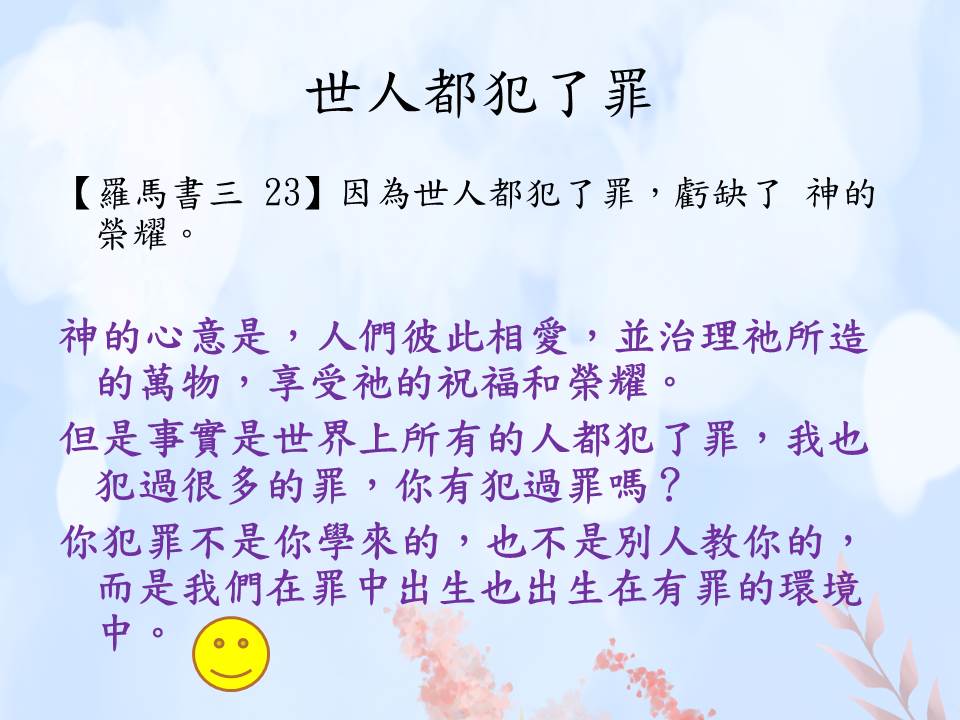 世人都犯了罪
【羅馬書三 23】因為世人都犯了罪，虧缺了 神的
榮耀。
神的心意是，人們彼此相愛，並治理祂所造
的萬物，享受祂的祝福和榮耀。
但是事實是世界上所有的人都犯了罪，我也
犯過很多的罪，你有犯過罪嗎？
你犯罪不是你學來的，也不是別人教你的，
而是我們在罪中出生也出生在有罪的環境
中。